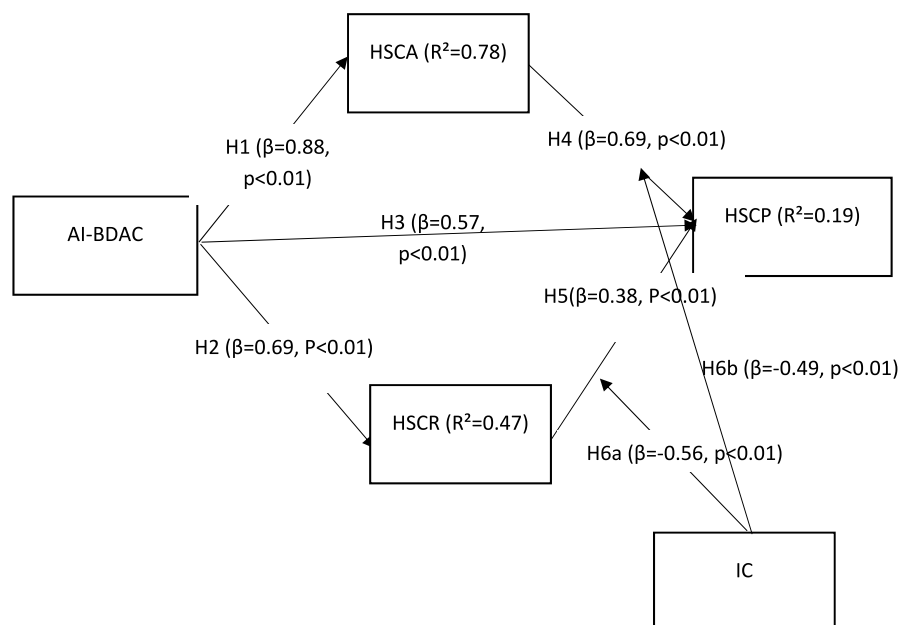 HSCA (R²=0.78)
H4 (β=0.69, p<0.01)
H1 (β=0.88,
p<0.01)
HSCP (R²=0.19)
AI-BDAC
H3 (β=0.57,
p<0.01)
H5(β=0.38, P<0.01)
H2 (β=0.69, P<0.01)
H6b (β=-0.49, p<0.01)
HSCR (R²=0.47)
H6a (β=-0.56, p<0.01)
IC